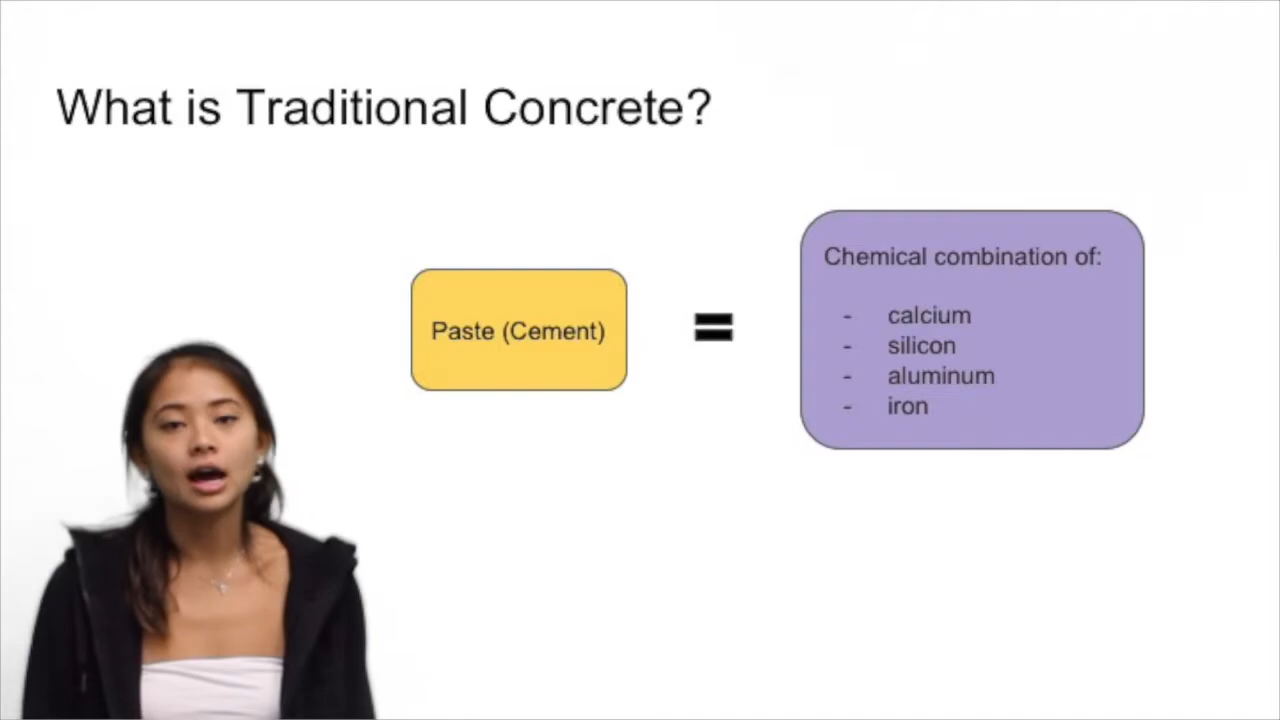 What is Traditional Concrete?
Paste (Cement)
=
Chemical combination of:
- calcium
- silicon
- aluminum
- iron